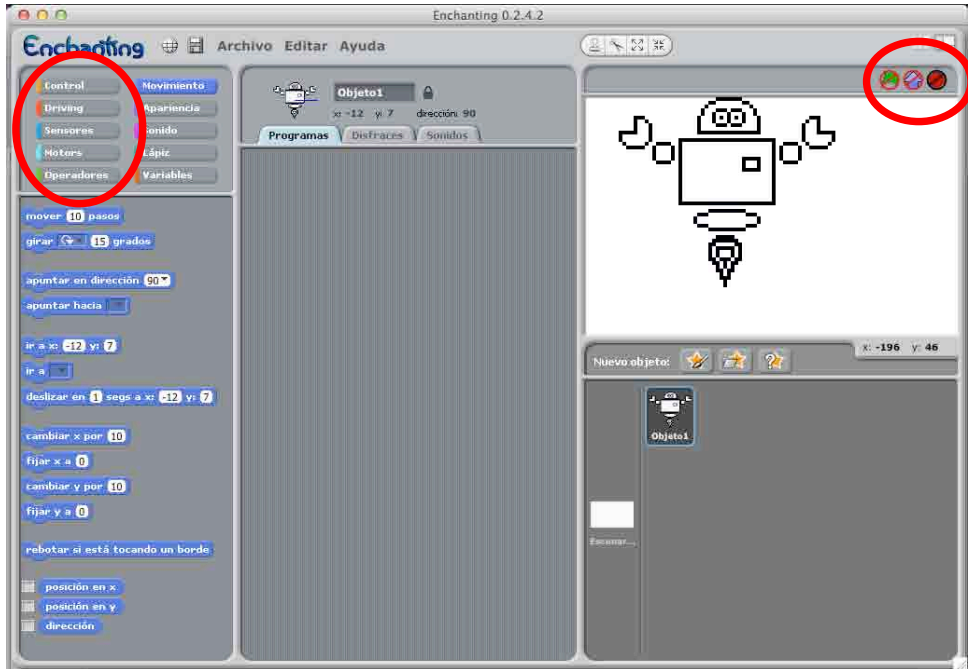 Enchanting 0.2.4.2
Enchanting Archivo Editar Ayuda
Control Movimiento
Driving Apariencia
Sensores Sonido
Motors Lápiz
Operadores Variables
Objeto1
x: -12 y: 7 dirección: 90
Programas Disfraces Sonidos
mover 10 pasos
girar 15 grados
apuntar en dirección 90
apuntar hacia
ir a x: -12 y: 7
ir a
deslizar en 1 segs a x: -12 y: 7
cambiar x por 10
fijar x a 0
cambiar y por 10
fijar y a 0
rebotar si está tocando un borde
posición en x
posición en y
dirección
x: -196 y: 46
Nuevo objeto:
Objeto1